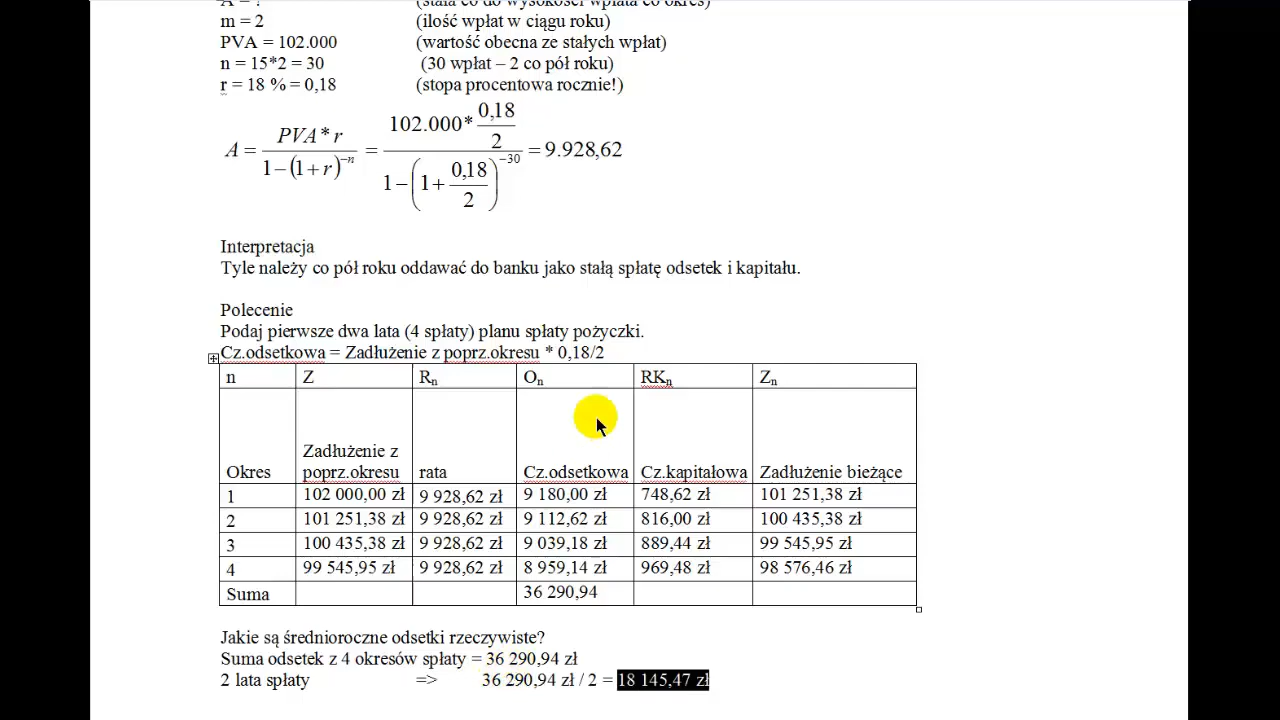 A = ? (stała co do wysokości wpłata co okres)
m = 2 (ilość wpłat w ciągu roku)
PVA = 102.000 (wartość obecna ze stałych wpłat)
n = 15*2 = 30 (30 wpłat – 2 co pół roku)
r = 18 % = 0,18 (stopa procentowa rocznie!)
A = PVA * r / 1 − (1 + r)^−n = 102.000 * 0,18/2 / 1 − (1 + 0,18/2)^−30 = 9.928,62
Interpretacja
Tyle należy co pół roku oddawać do banku jako stałą spłatę odsetek i kapitału.
Polecenie
Podaj pierwsze dwa lata (4 spłaty) planu spłaty pożyczki.
Cz.odsetkowa = Zadłużenie z poprz.okresu * 0,18/2
n Z Rn On RKn Zn
Okres Zadłużenie z poprz.okresu rata Cz.odsetkowa Cz.kapitałowa Zadłużenie bieżące
1 102 000,00 zł 9 928,62 zł 9 180,00 zł 748,62 zł 101 251,38 zł
2 101 251,38 zł 9 928,62 zł 9 112,62 zł 816,00 zł 100 435,38 zł
3 100 435,38 zł 9 928,62 zł 9 039,18 zł 889,44 zł 99 545,95 zł
4 99 545,95 zł 9 928,62 zł 8 959,14 zł 969,48 zł 98 576,46 zł
Suma 36 290,94
Jakie są średnioroczne odsetki rzeczywiste?
Suma odsetek z 4 okresów spłaty = 36 290,94 zł
2 lata spłaty => 36 290,94 zł / 2 = 18 145,47 zł